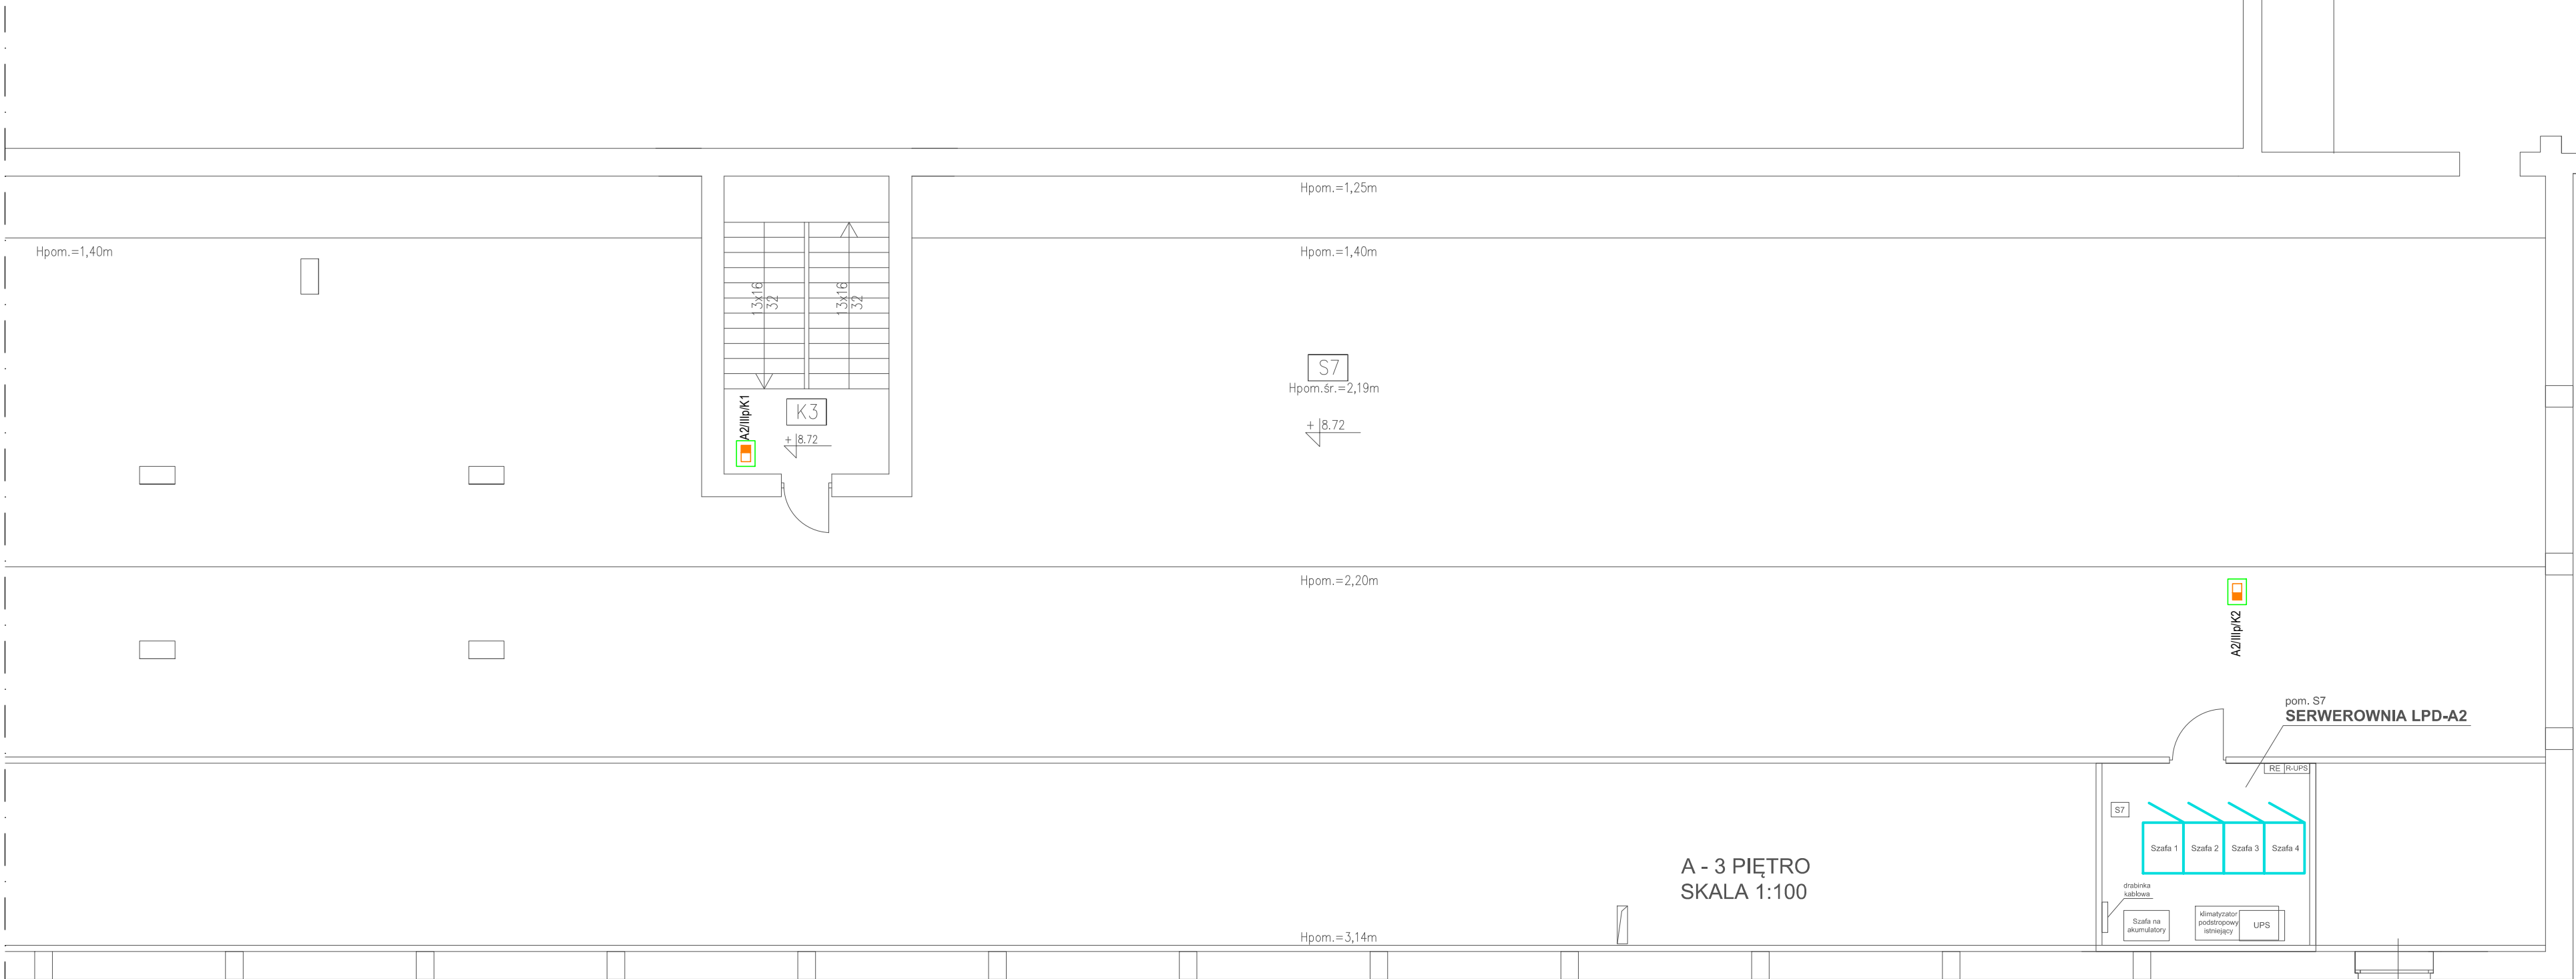 Hpom.=1,25m
Hpom.=1,40m
Hpom.=1,40m
13x16
32
13x16
32
S7
Hpom.śr.=2,19m
+ 8.72
A2/IIIp/K1
K3
+ 8.72
Hpom.=2,20m
A2/IIIp/K2
pom. S7
SERWEROWNIA LPD-A2
RE
R-UPS
S7
Szafa 1
Szafa 2
Szafa 3
Szafa 4
A - 3 PIĘTRO
SKALA 1:100
drabinka
kablowa
Szafa na
akumulatory
klimatyzator
podstropowy
istniejący
UPS
Hpom.=3,14m